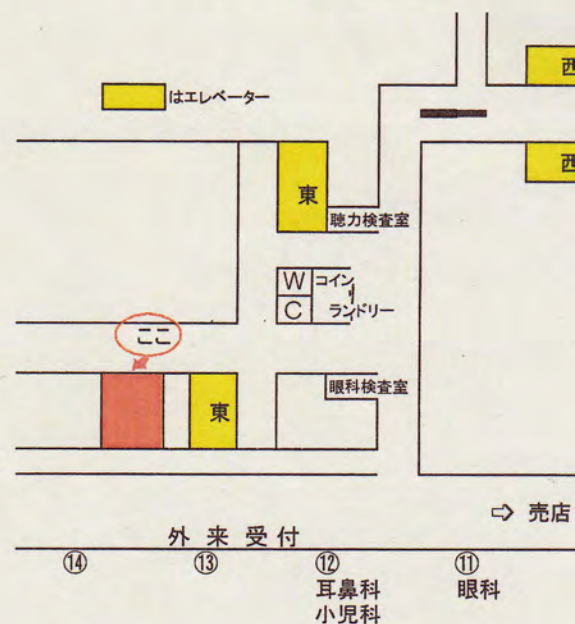 西
はエレベーター
西
東
聴力検査室
W コイン
C ランドリー
ここ
眼科検査室
東
⇨ 売店
外来受付
⑭ ⑬ ⑫ ⑪
耳鼻科 眼科
小児科